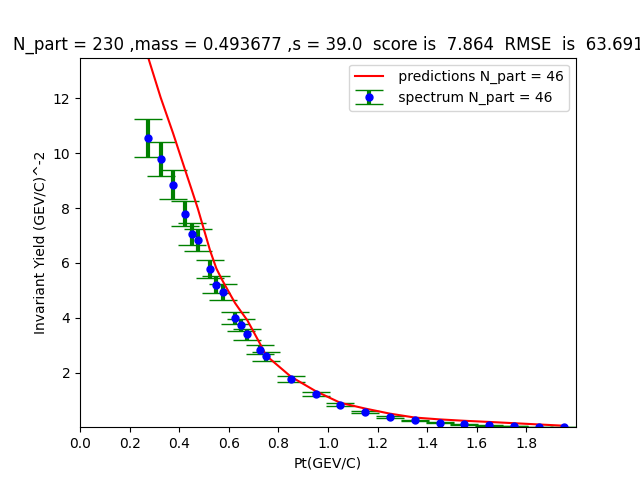 N_part = 230 ,mass = 0.493677 ,s = 39.0  score is  7.864  RMSE  is  63.691
predictions N_part = 46
spectrum N_part = 46
Invariant Yield (GEV/C)^-2
12
10
8
6
4
2
0.0 0.2 0.4 0.6 0.8 1.0 1.2 1.4 1.6 1.8
Pt(GEV/C)